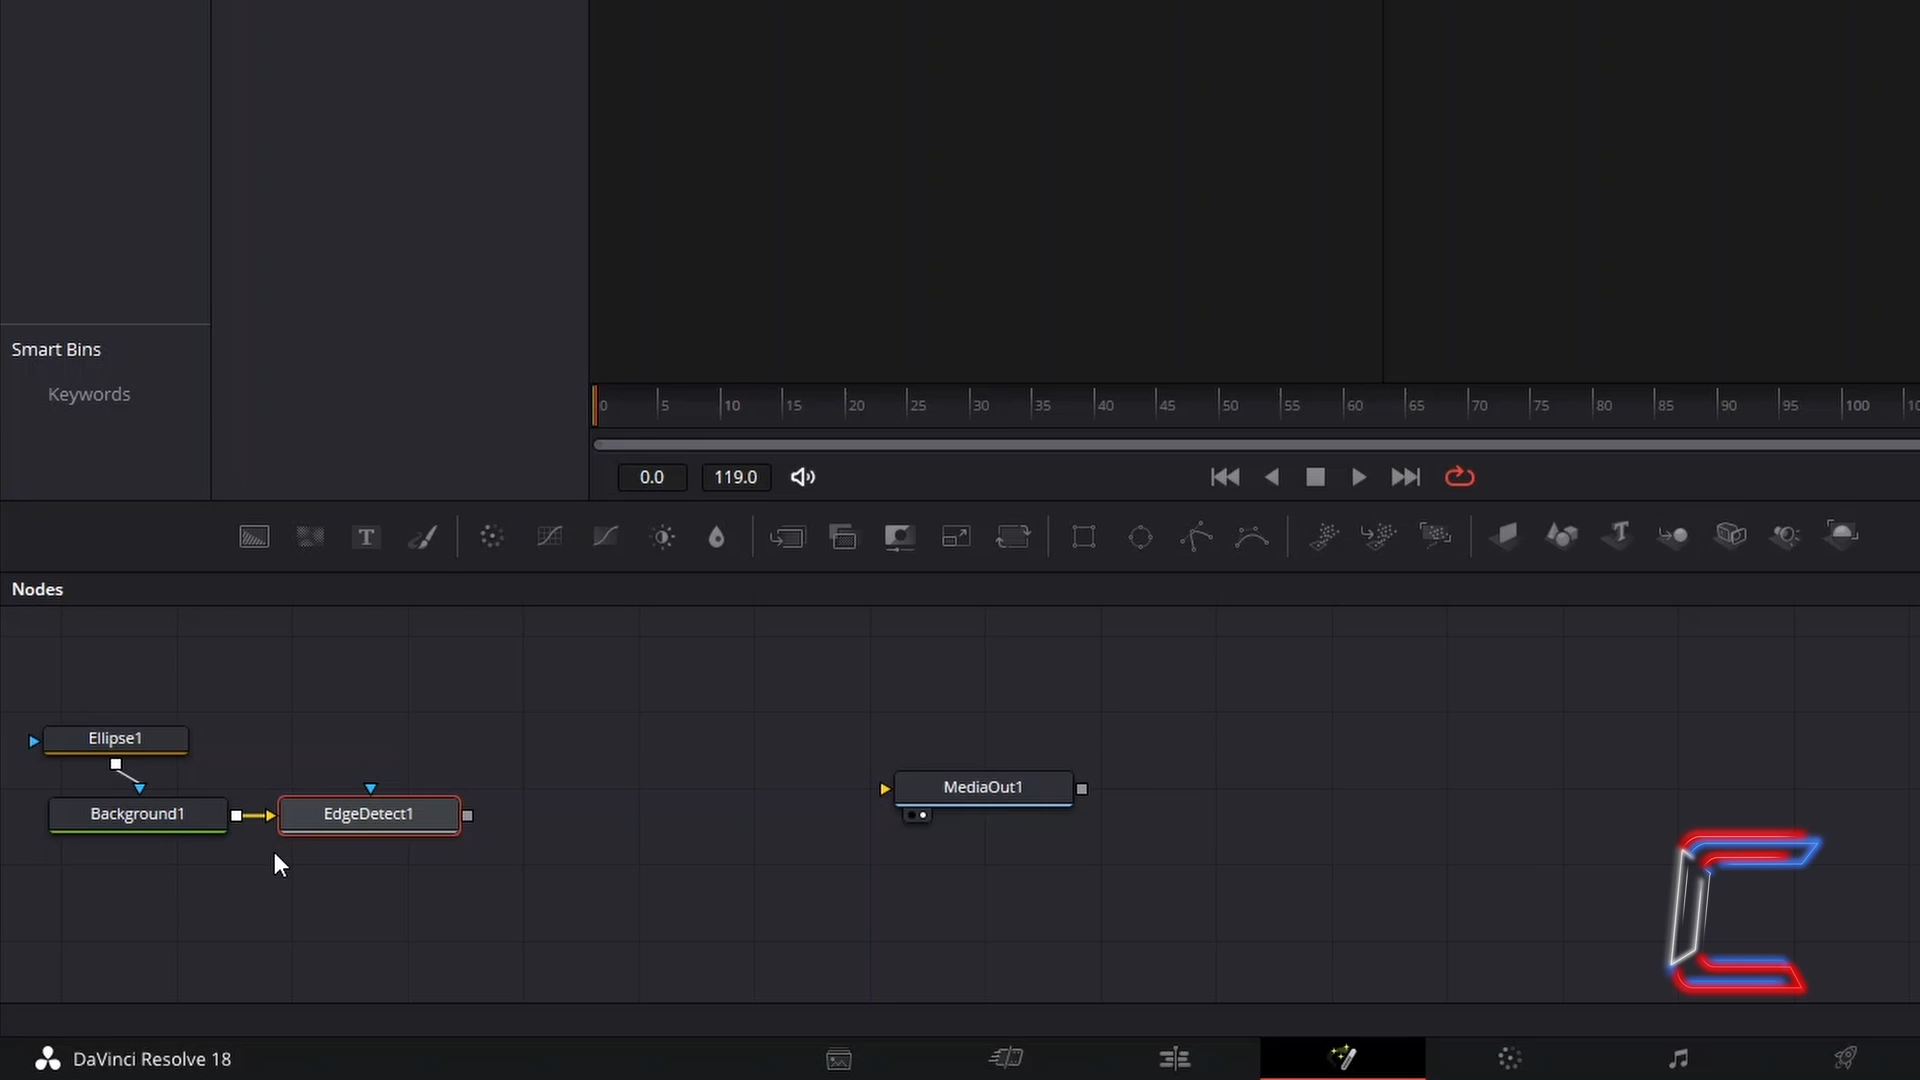 Smart Bins
Keywords
0 5 10 15 20 25 30 35 40 45 50 55 60 65 70 75 80 85 90 95 100
0.0 119.0
T
Nodes
Ellipse1
MediaOut1
Background1 EdgeDetect1
DaVinci Resolve 18